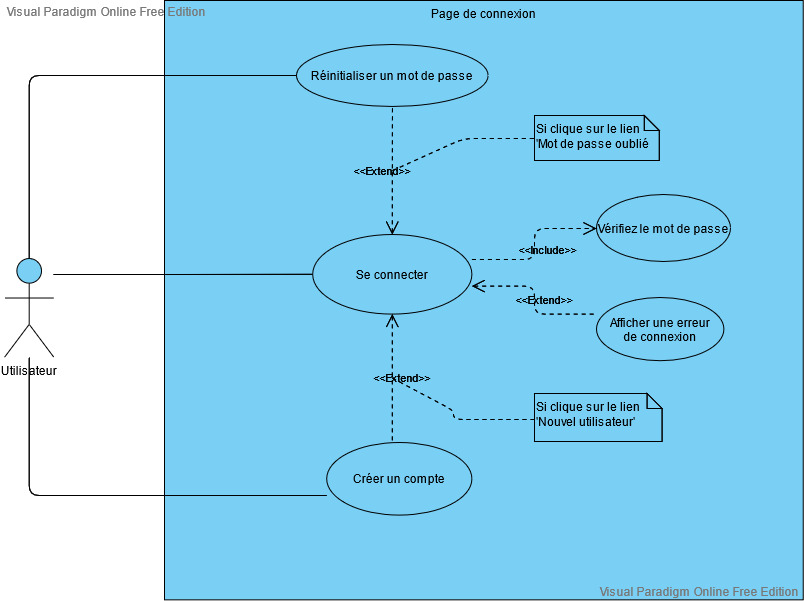 Visual Paradigm Online Free Edition
Page de connexion
Réinitialiser un mot de passe
Si clique sur le lien
'Mot de passe oublié
<<Extend>>
Vérifiez le mot de passe
<<Include>>
Se connecter
<<Extend>>
Afficher une erreur
de connexion
Utilisateur
<<Extend>>
Si clique sur le lien
'Nouvel utilisateur'
Créer un compte
Visual Paradigm Online Free Edition